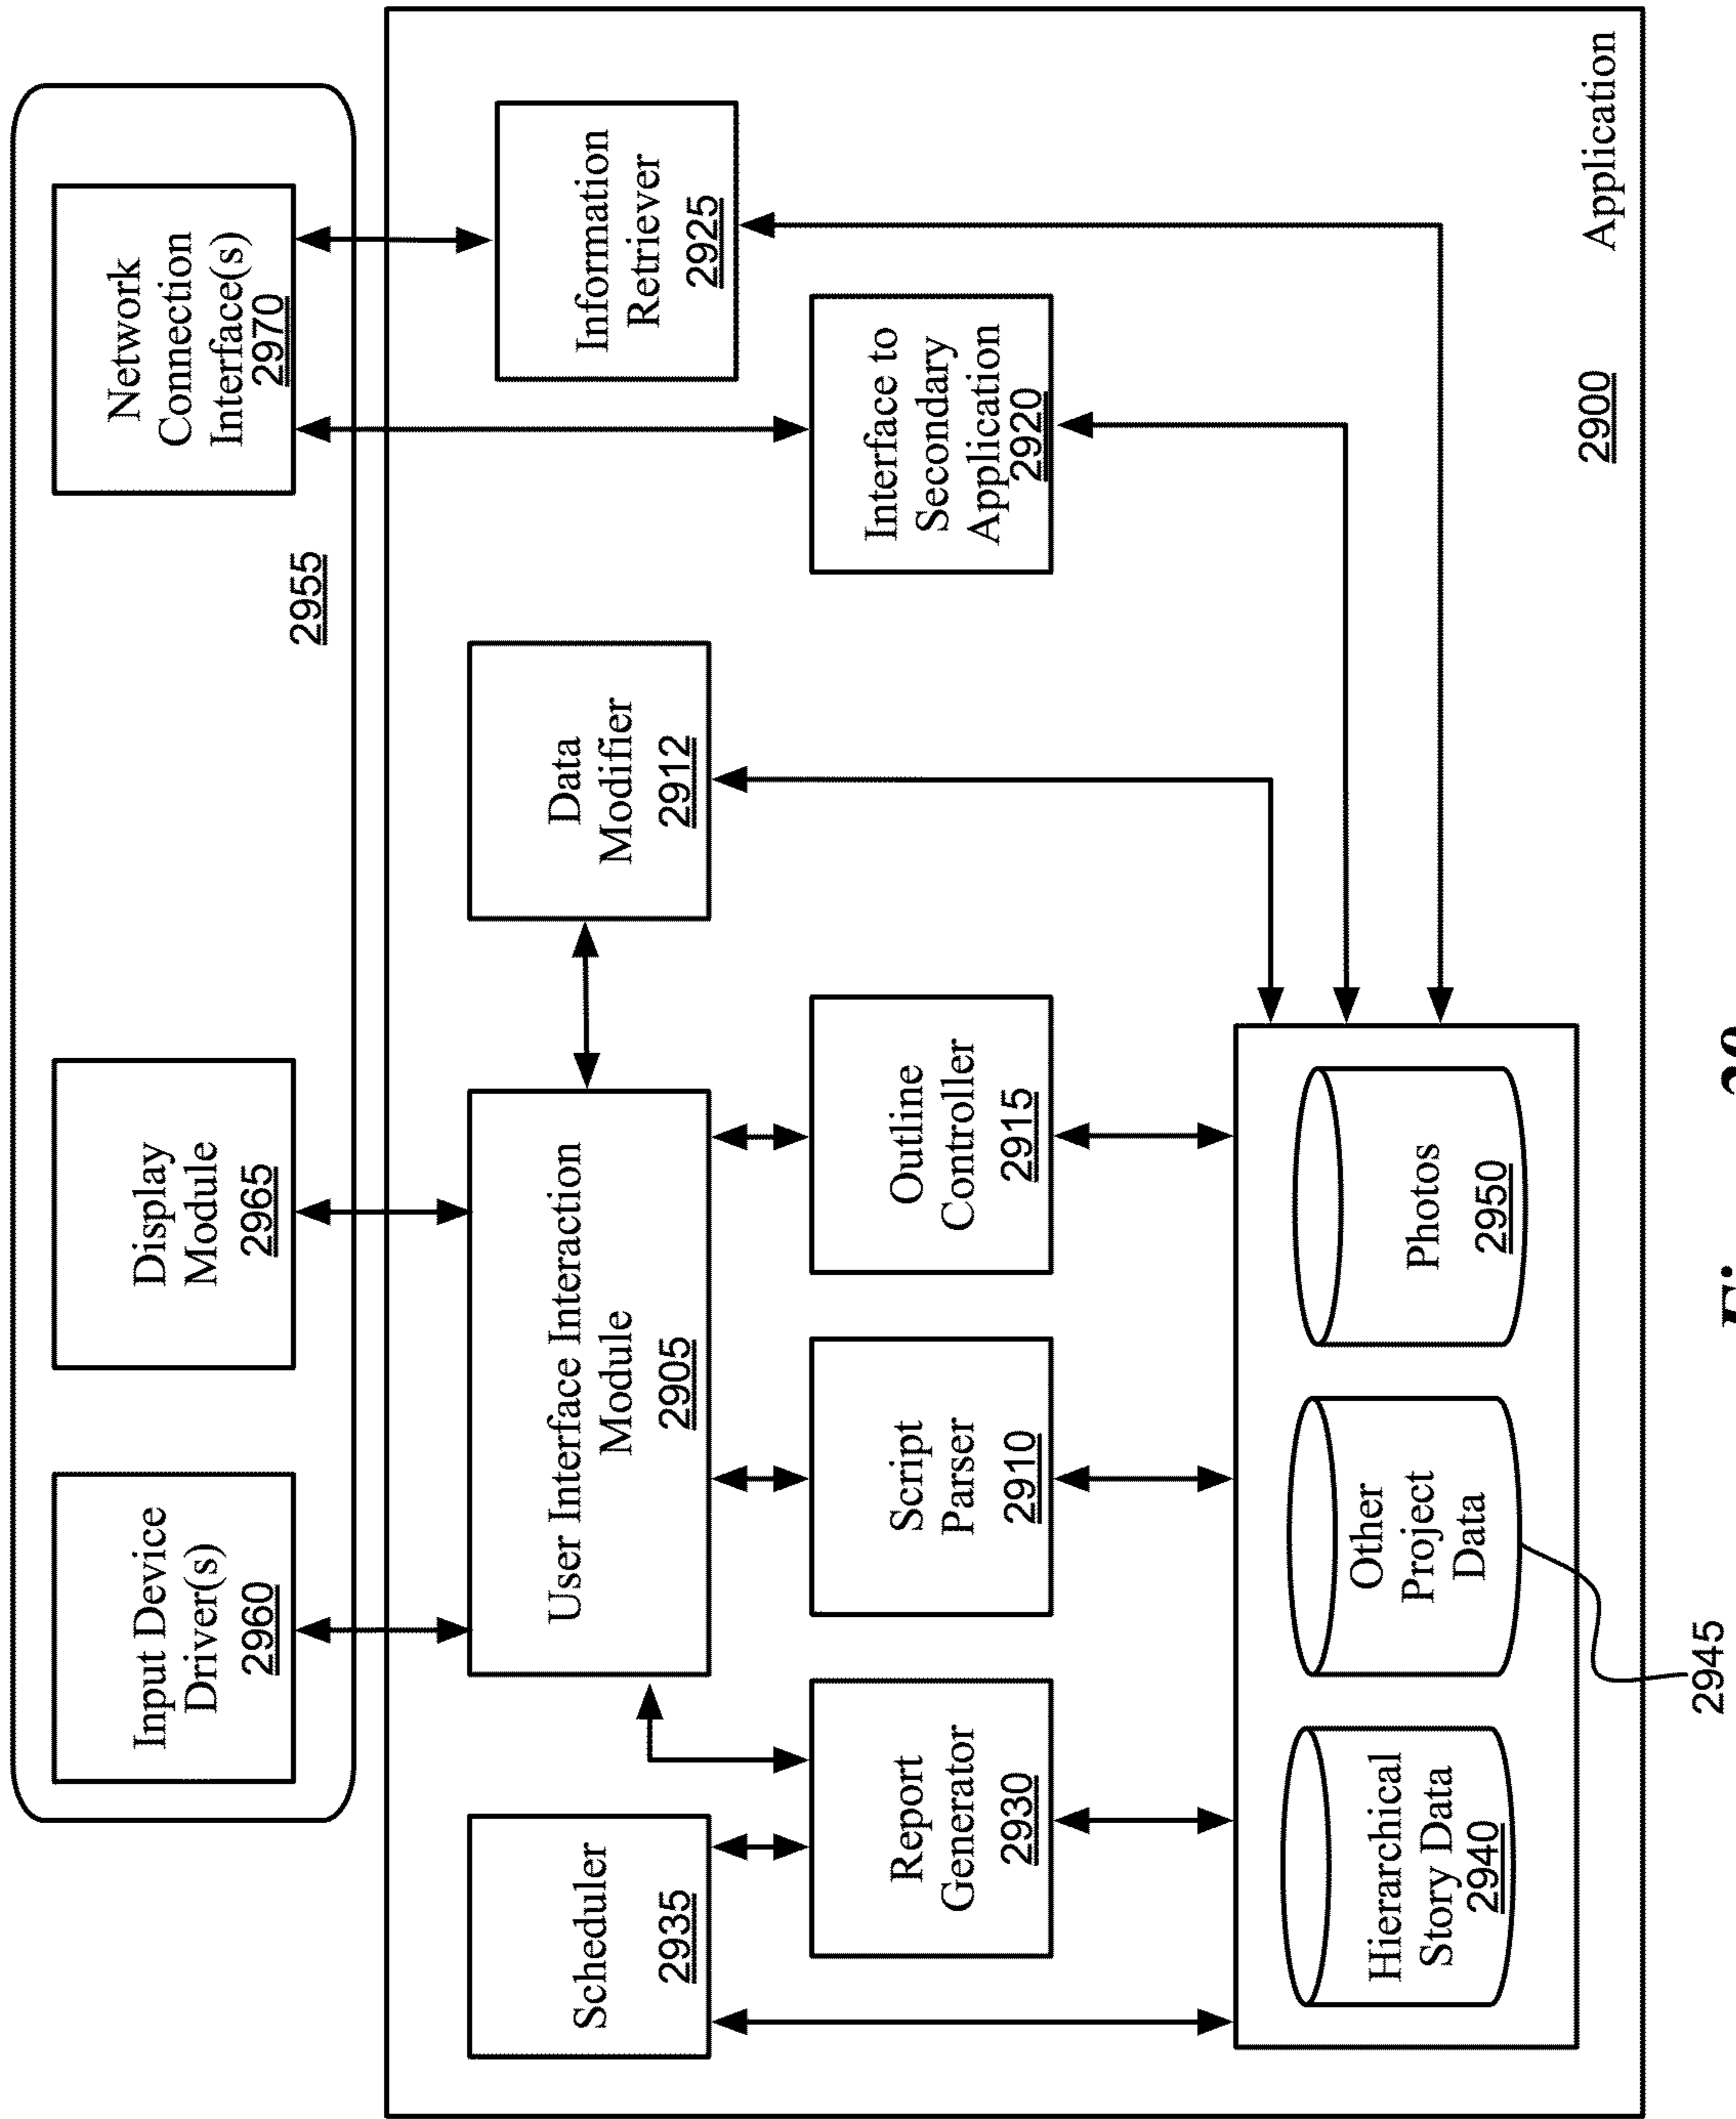 Input Device
Driver(s)
2960
Display
Module
2965
Network
Connection
Interface(s)
2970
2955
Scheduler
2935
User Interface Interaction
Module
2905
Data
Modifier
2912
Information
Retriever
2925
Report
Generator
2930
Script
Parser
2910
Outline
Controller
2915
Interface to
Secondary
Application
2920
Hierarchical
Story Data
2940
Other
Project
Data
Photos
2950
2900
Application
2945